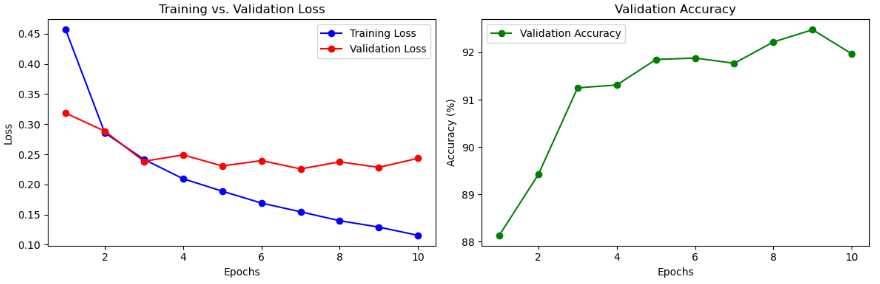 Training vs. Validation Loss
Training Loss
Validation Loss
0.45
0.40
0.35
0.30
0.25
0.20
0.15
0.10
Loss
2
4
6
8
10
Epochs
Validation Accuracy
Validation Accuracy
92
91
90
89
88
Accuracy (%)
2
4
6
8
10
Epochs